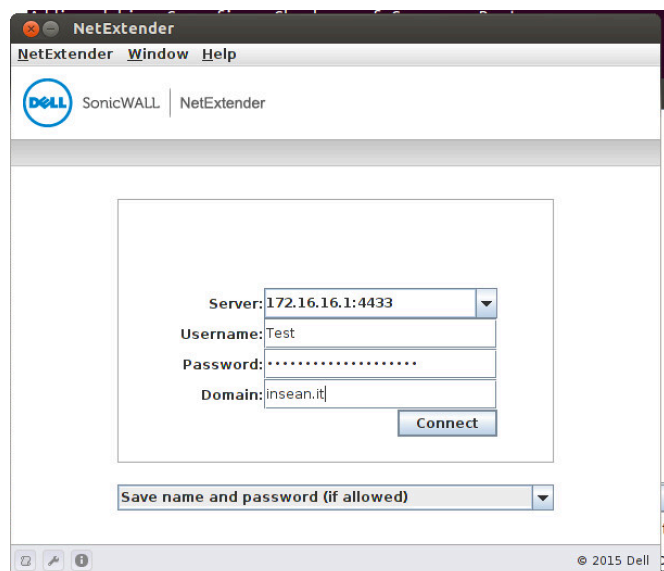 NetExtender
NetExtender Window Help
DELL SonicWALL NetExtender
Server: 172.16.16.1:4433
Username: Test
Password: ••••••••••••••••••••
Domain: insean.it
Connect
Save name and password (if allowed)
© 2015 Dell